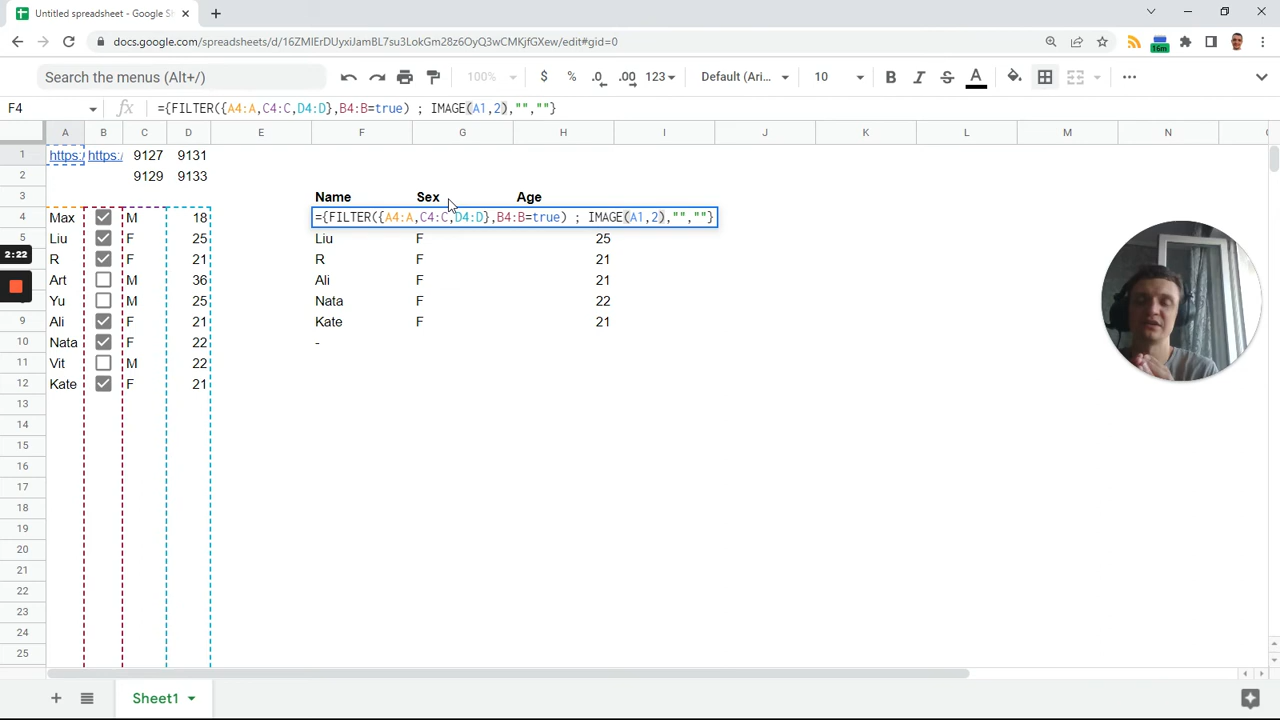 Untitled spreadsheet - Google Sh
docs.google.com/spreadsheets/d/16ZMIErDUyxiJamBL7su3LokGm28z6OyQ3wCMKjfGXew/edit#gid=0
16m
Search the menus (Alt+/)
100%
$ % .0 .00 123
Default (Ari...
10
B I S A
F4
fx
={FILTER({A4:A,C4:C,D4:D},B4:B=true) ; IMAGE(A1,2),"",""}
A B C D E F G H I J K L M N
1 https:/ https:/ 9127 9131
2 9129 9133
3 Name Sex Age
4 Max M 18 ={FILTER({A4:A,C4:C,D4:D},B4:B=true) ; IMAGE(A1,2),"",""}
5 Liu F 25 Liu F 25
2:22
R F 21 R F 21
Art M 36 Ali F 21
Yu M 25 Nata F 22
9 Ali F 21 Kate F 21
10 Nata F 22 -
11 Vit M 22
12 Kate F 21
13
14
15
16
17
18
19
20
21
22
23
24
25
Sheet1